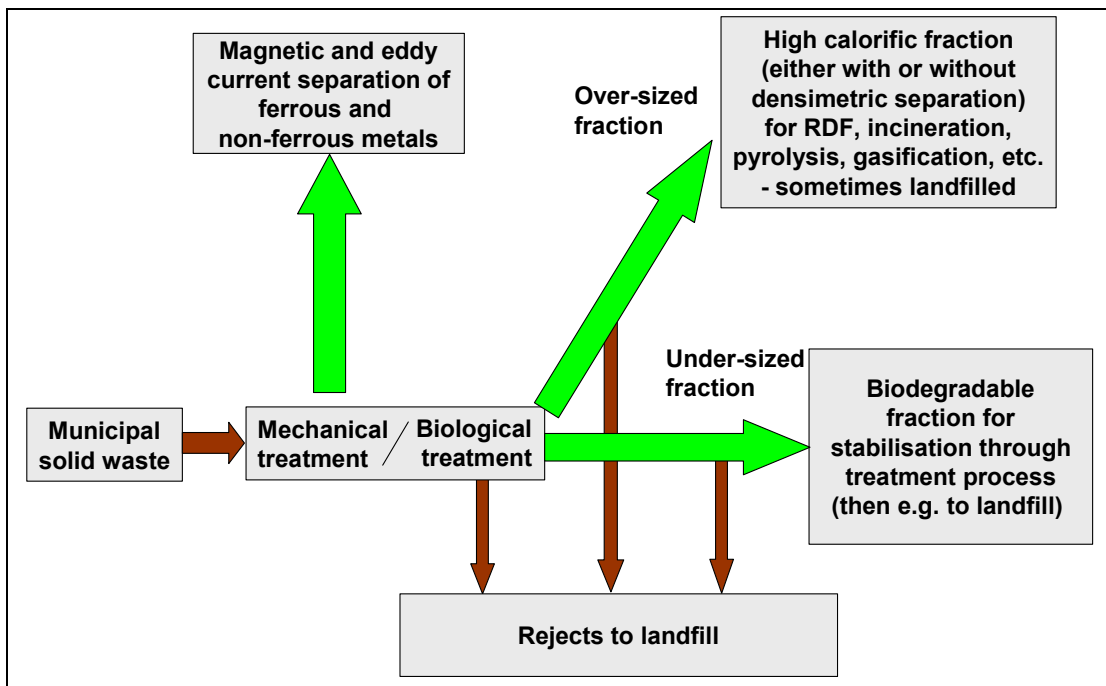 Magnetic and eddy
current separation of
ferrous and
non-ferrous metals
Over-sized
fraction
High calorific fraction
(either with or without
densimetric separation)
for RDF, incineration,
pyrolysis, gasification, etc.
- sometimes landfilled
Under-sized
fraction
Municipal
solid waste
Mechanical / Biological
treatment treatment
Biodegradable
fraction for
stabilisation through
treatment process
(then e.g. to landfill)
Rejects to landfill